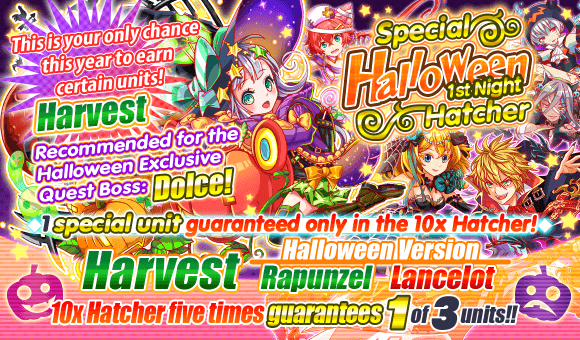 This is your only chance
this year to earn
certain units!
Harvest
Recommended for the
Halloween Exclusive
Quest Boss: Dolce!
Special
Halloween
1st Night
Hatcher
1 special unit guaranteed only in the 10x Hatcher!
Halloween Version
Harvest Rapunzel Lancelot
10x Hatcher five times guarantees 1 of 3 units!!